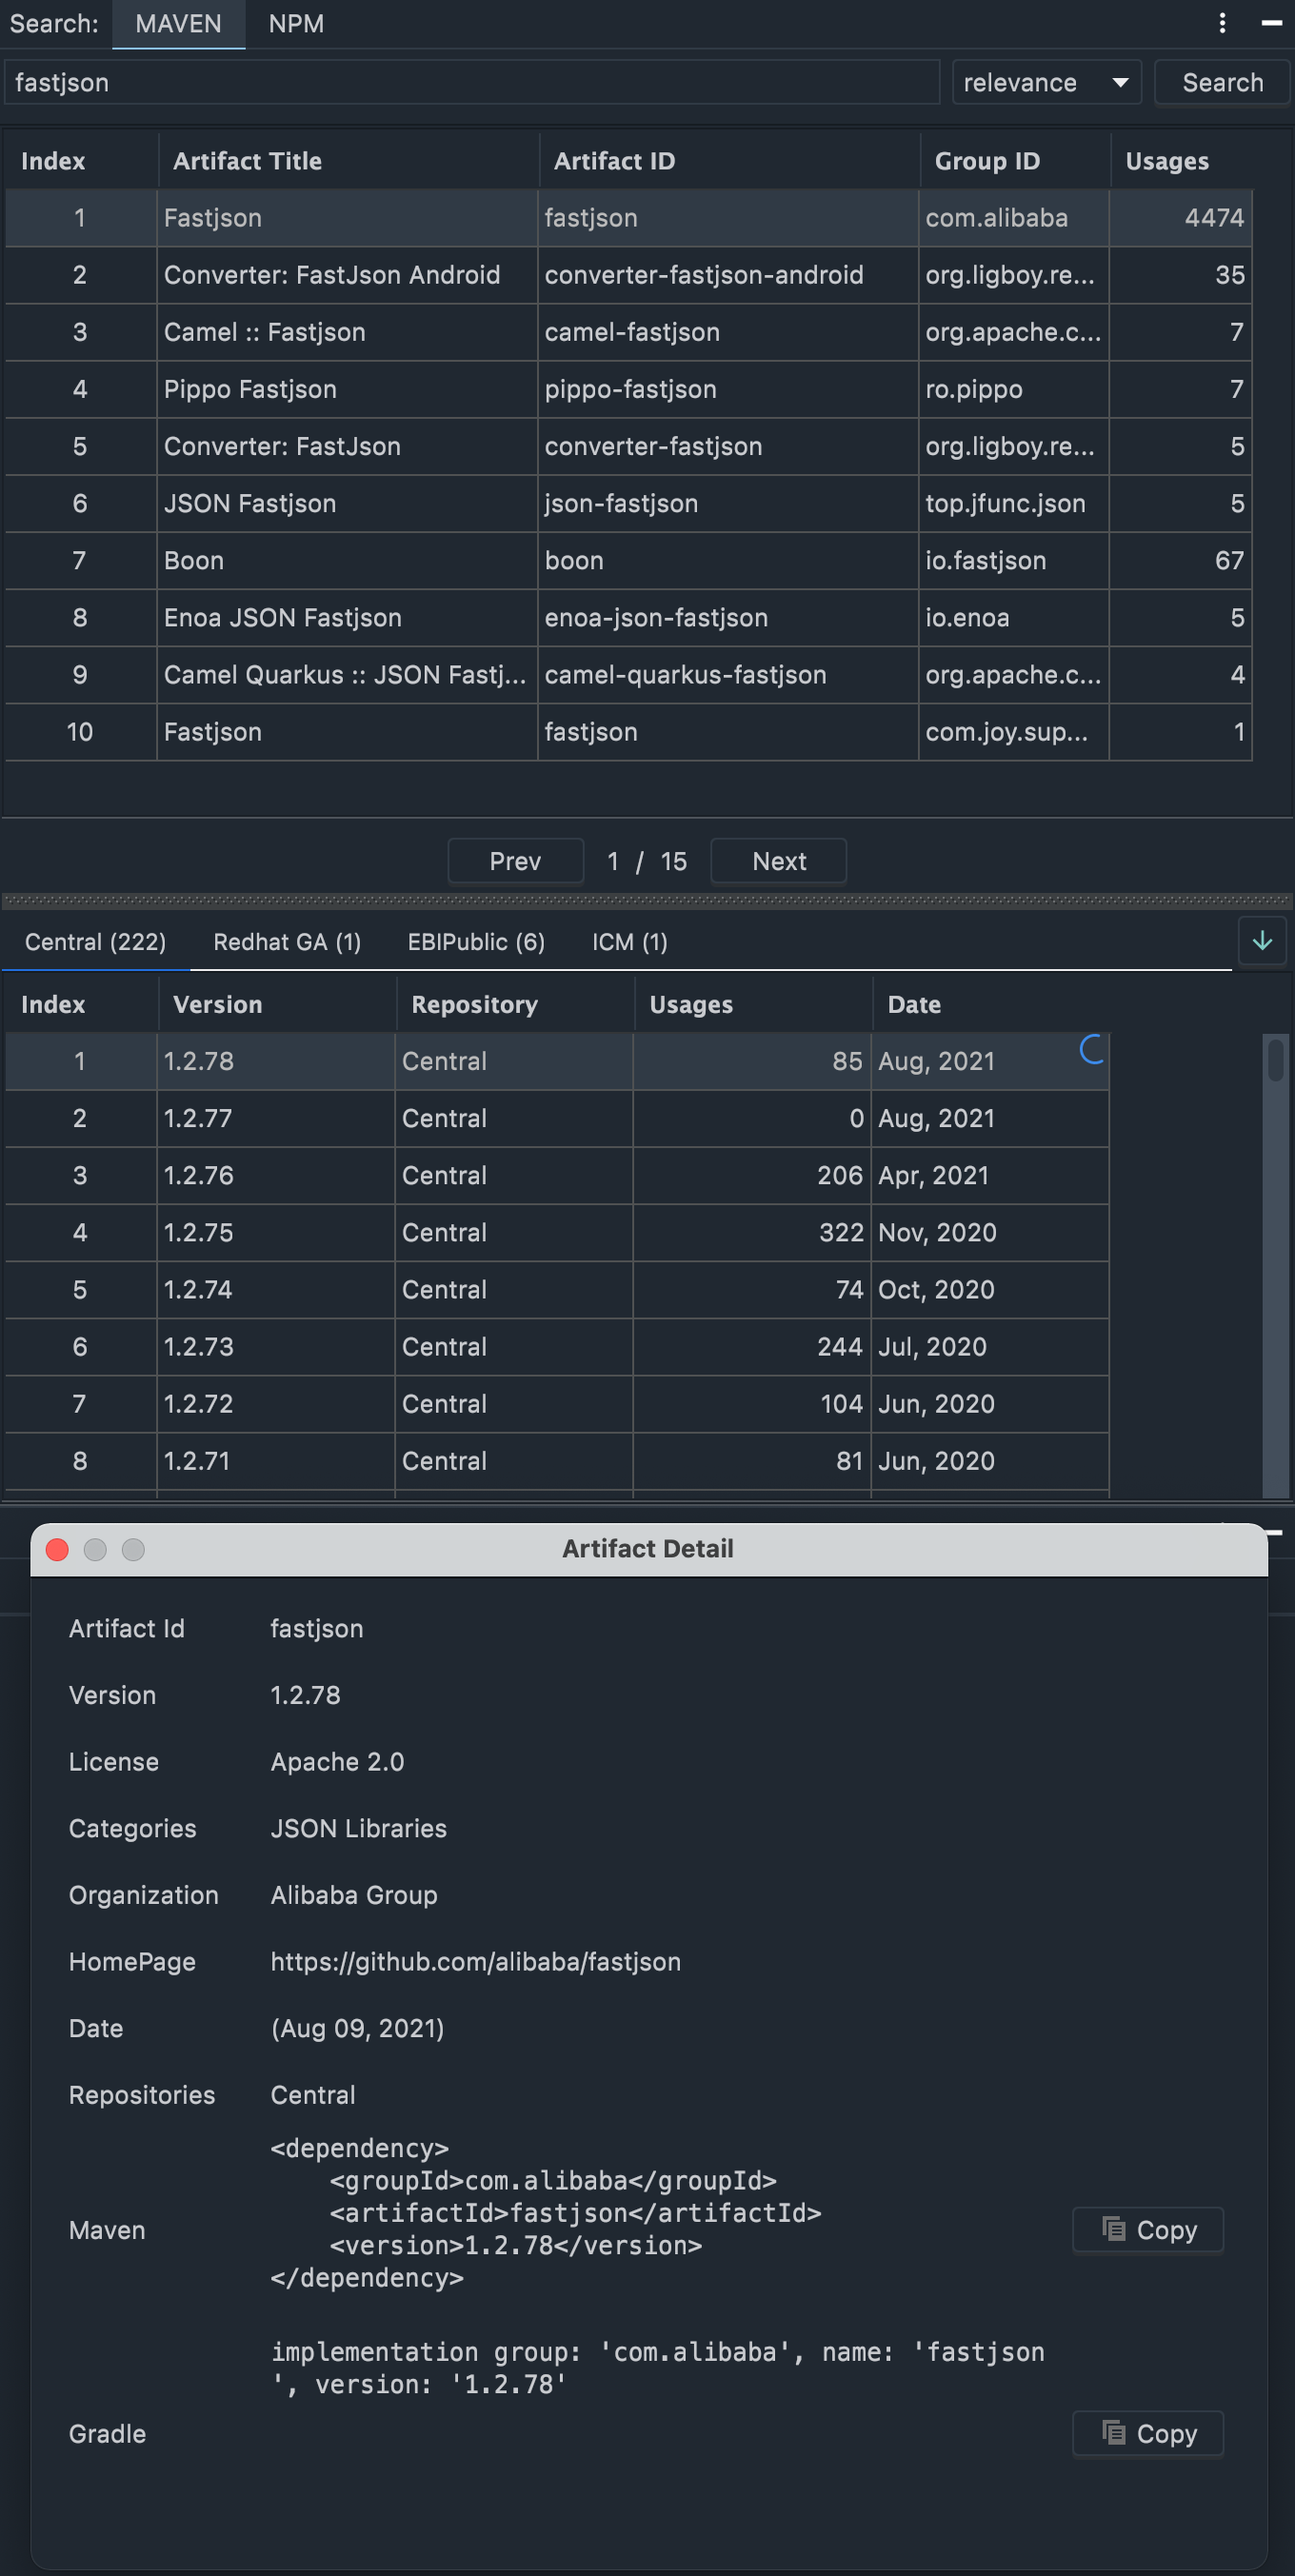 Search: MAVEN NPM
fastjson relevance Search
Index Artifact Title Artifact ID Group ID Usages
1 Fastjson fastjson com.alibaba 4474
2 Converter: FastJson Android converter-fastjson-android org.ligboy.re... 35
3 Camel :: Fastjson camel-fastjson org.apache.c... 7
4 Pippo Fastjson pippo-fastjson ro.pippo 7
5 Converter: FastJson converter-fastjson org.ligboy.re... 5
6 JSON Fastjson json-fastjson top.jfunc.json 5
7 Boon boon io.fastjson 67
8 Enoa JSON Fastjson enoa-json-fastjson io.enoa 5
9 Camel Quarkus :: JSON Fastj... camel-quarkus-fastjson org.apache.c... 4
10 Fastjson fastjson com.joy.sup... 1
Prev 1 / 15 Next
Central (222) Redhat GA (1) EBIPublic (6) ICM (1)
Index Version Repository Usages Date
1 1.2.78 Central 85 Aug, 2021
2 1.2.77 Central 0 Aug, 2021
3 1.2.76 Central 206 Apr, 2021
4 1.2.75 Central 322 Nov, 2020
5 1.2.74 Central 74 Oct, 2020
6 1.2.73 Central 244 Jul, 2020
7 1.2.72 Central 104 Jun, 2020
8 1.2.71 Central 81 Jun, 2020
Artifact Detail
Artifact Id fastjson
Version 1.2.78
License Apache 2.0
Categories JSON Libraries
Organization Alibaba Group
HomePage https://github.com/alibaba/fastjson
Date (Aug 09, 2021)
Repositories Central
<dependency>
<groupId>com.alibaba</groupId>
<artifactId>fastjson</artifactId>
Maven Copy
<version>1.2.78</version>
</dependency>
implementation group: 'com.alibaba', name: 'fastjson
', version: '1.2.78'
Gradle Copy